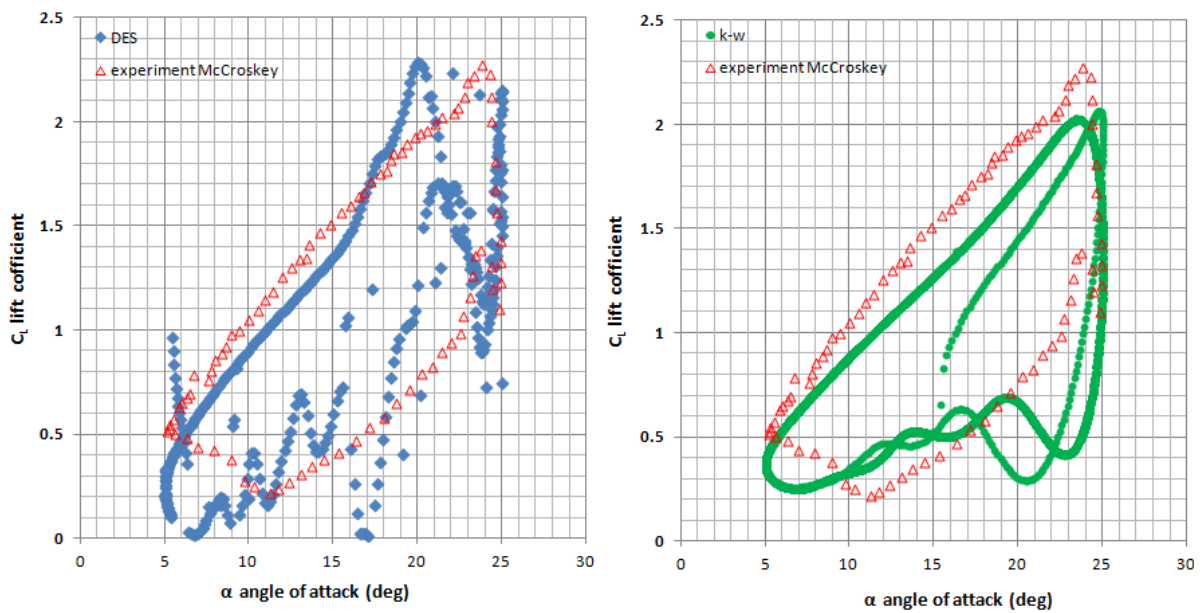 2.5
DES
experiment McCroskey
2
1.5
1
0.5
0
0 5 10 15 20 25 30
C_L lift cofficient
α angle of attack (deg)
2.5
k-w
experiment McCroskey
2
1.5
1
0.5
0
0 5 10 15 20 25 30
C_L lift cofficient
α angle of attack (deg)